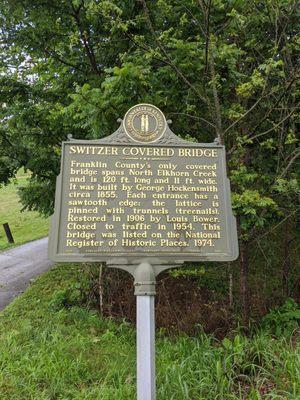 SWITZER COVERED BRIDGE
Franklin County's only covered
bridge spans North Elkhorn Creek
and is 120 ft. long and 11 ft. wide.
It was built by George Hockensmith
circa 1855. Each entrance has a
sawtooth edge; the lattice is
pinned with trunnels (treenails).
Restored in 1906 by Louis Bower.
Closed to traffic in 1954. This
bridge was listed on the National
Register of Historic Places, 1974.